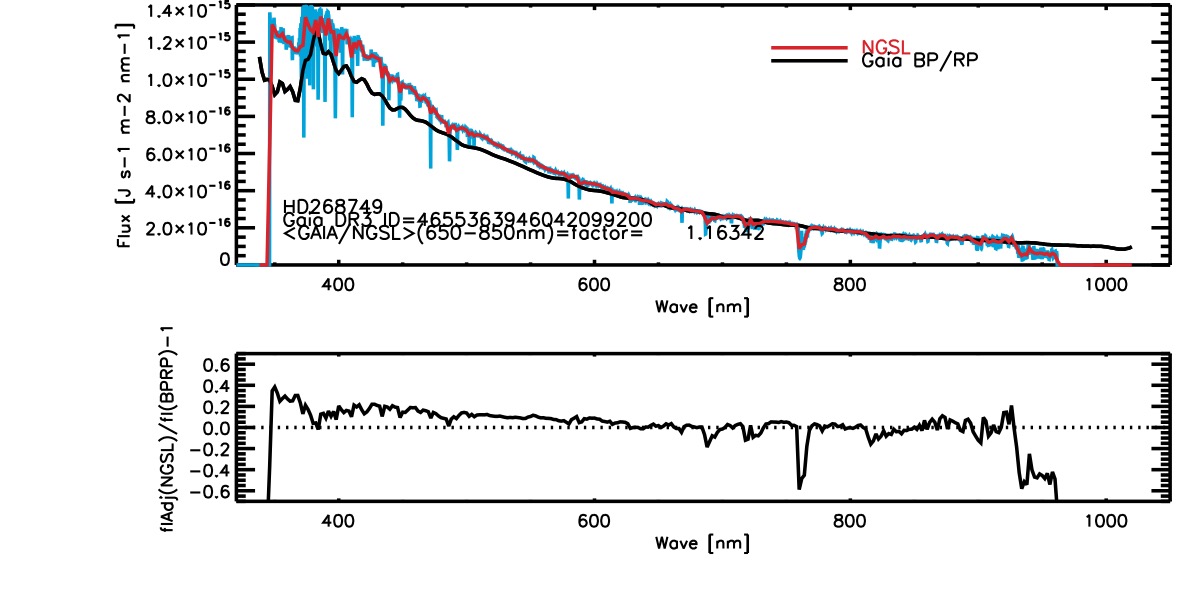 1.4×10−15
1.2×10−15
1.0×10−15
8.0×10−16
6.0×10−16
4.0×10−16
2.0×10−16
0
Flux [J s−1 m−2 nm−1]
NGSL
Gaia BP/RP
HD268749
Gaia DR3 ID=4655363946042099200
<GAIA/NGSL>(650−850nm)=factor= 1.16342
400 600 800 1000
Wave [nm]
0.6
0.4
0.2
0.0
−0.2
−0.4
−0.6
flAdj(NGSL)/fl(BPRP)−1
400 600 800 1000
Wave [nm]